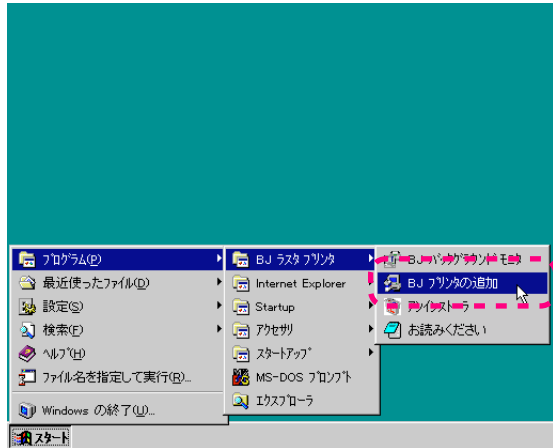 ﾌﾟﾛｸﾞﾗﾑ(P)
最近使ったﾌｧｲﾙ(D)
設定(S)
検索(F)
ﾍﾙﾌﾟ(H)
ﾌｧｲﾙ名を指定して実行(R)...
Windows の終了(U)...
BJ ﾗｽﾀ ﾌﾟﾘﾝﾀ
Internet Explorer
Startup
ｱｸｾｻﾘ
ｽﾀｰﾄｱｯﾌﾟ
MS-DOS ﾌﾟﾛﾝﾌﾟﾄ
ｴｸｽﾌﾟﾛｰﾗ
BJ ﾊﾞｯｸｸﾞﾗｳﾝﾄﾞ ﾓﾆﾀ
BJ ﾌﾟﾘﾝﾀの追加
ｱﾝｲﾝｽﾄｰﾗ
お読みください
ｽﾀｰﾄ